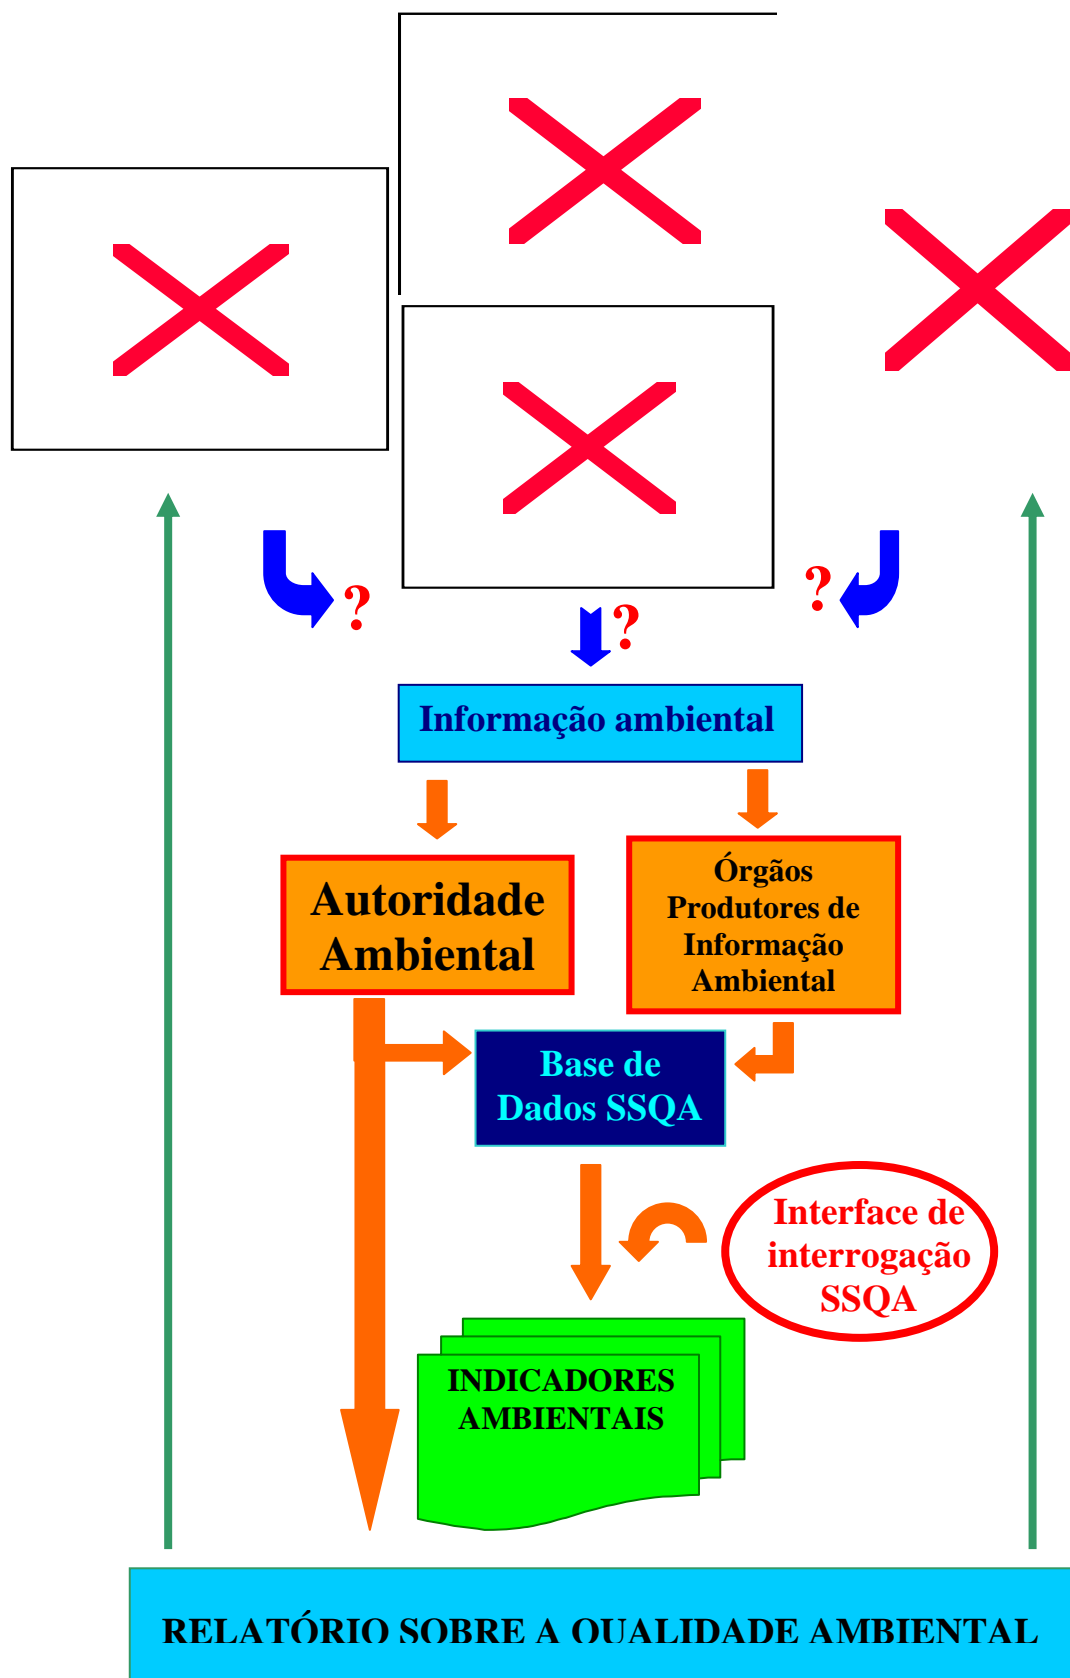 ?
?
?
Informação ambiental
Autoridade
Ambiental
Órgãos
Produtores de
Informação
Ambiental
Base de
Dados SSQA
Interface de
interrogação
SSQA
INDICADORES
AMBIENTAIS
RELATÓRIO SOBRE A QUALIDADE AMBIENTAL